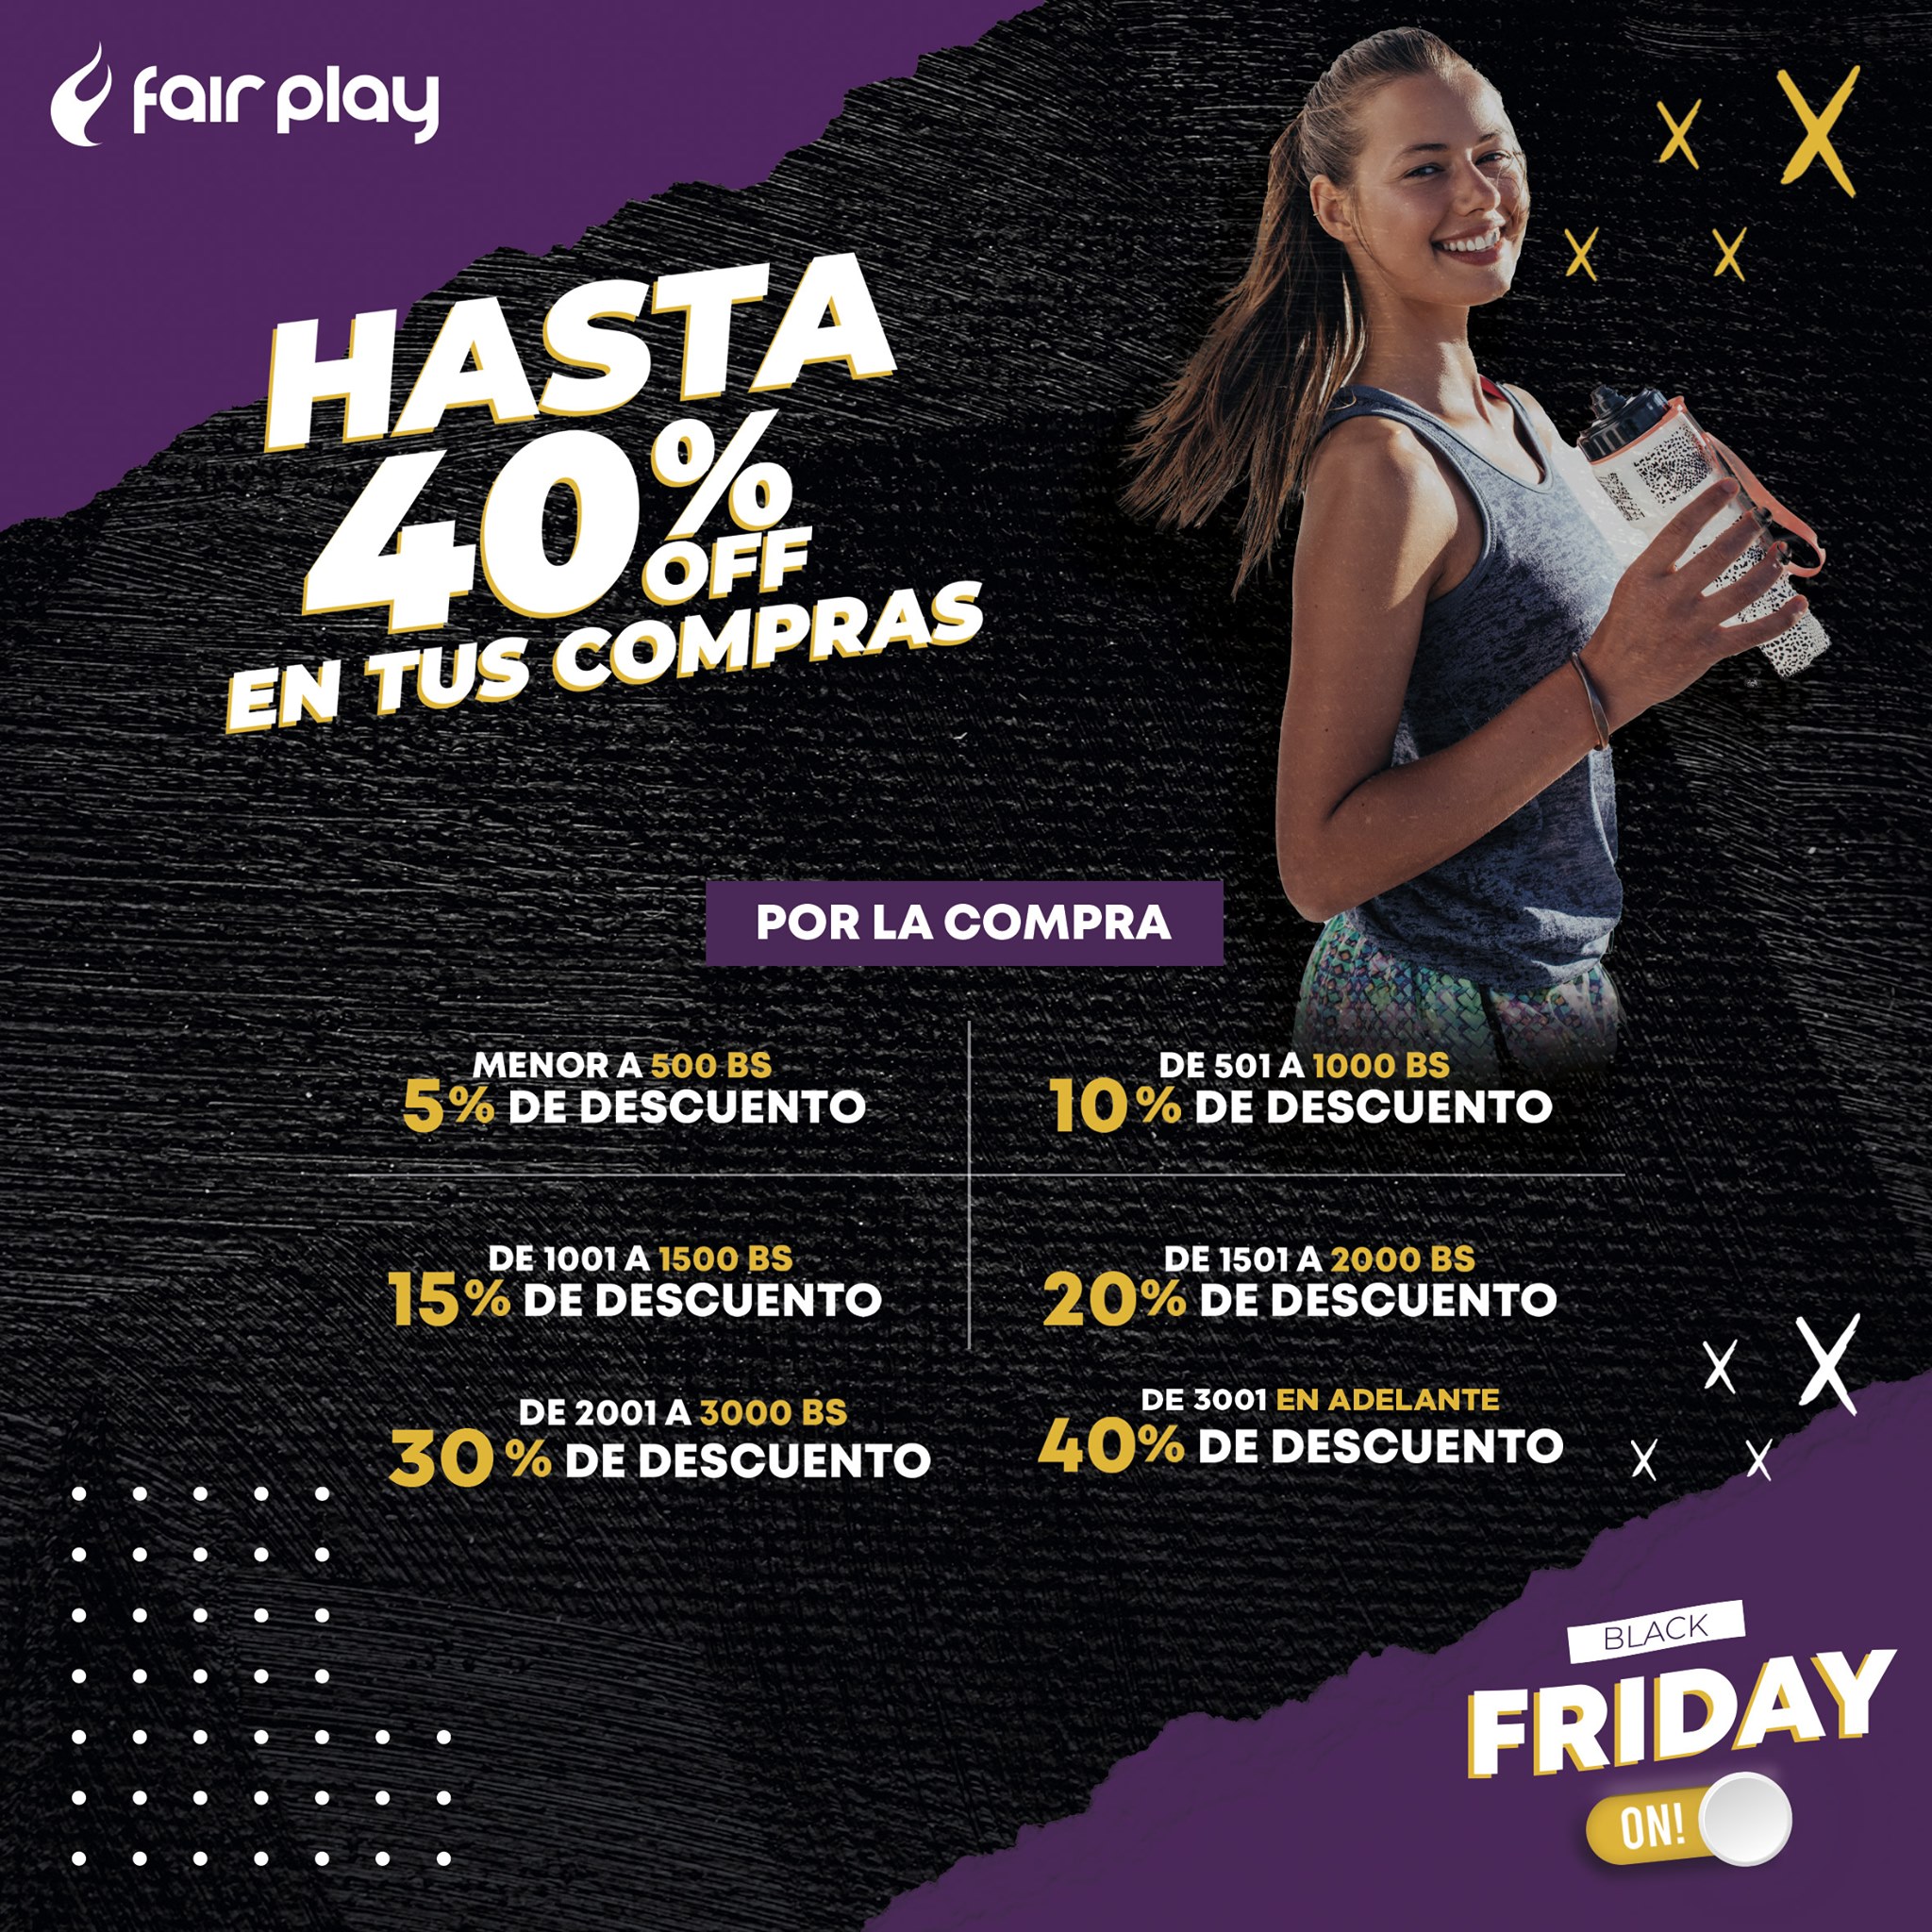 fair play
HASTA
40%
OFF
EN TUS COMPRAS
POR LA COMPRA
MENOR A 500 BS
5% DE DESCUENTO
DE 501 A 1000 BS
10% DE DESCUENTO
DE 1001 A 1500 BS
15% DE DESCUENTO
DE 1501 A 2000 BS
20% DE DESCUENTO
DE 2001 A 3000 BS
30% DE DESCUENTO
DE 3001 EN ADELANTE
40% DE DESCUENTO
BLACK
FRIDAY
ON!